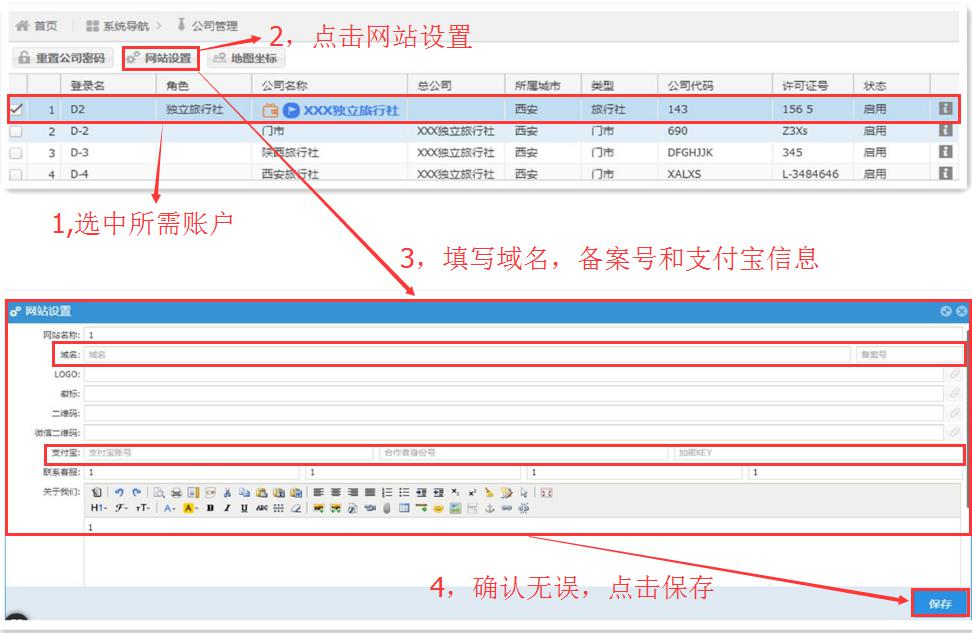 首页 系统导航 公司管理
重置公司密码 网站设置 地图坐标
2，点击网站设置
登录名 角色 公司名称 总公司 所属城市 类型 公司代码 许可证号 状态
1 D2 独立旅行社 XXX独立旅行社 西安 旅行社 143 156 5 启用
2 D-2 门市 XXX独立旅行社 西安 门市 690 Z3Xs 启用
3 D-3 陕西旅行社 XXX独立旅行社 西安 门市 DFGHJJK 345 启用
4 D-4 西安旅行社 XXX独立旅行社 西安 门市 XALXS L-3484646 启用
1,选中所需账户
3，填写域名，备案号和支付宝信息
网站设置
网站名称: 1
域名: 域名 备案号
LOGO:
徽标:
二维码:
微信二维码:
支付宝: 支付宝账号 合作者身份号 加密KEY
联系客服: 1 1 1 1
关于我们:
H1 F TT A A B I U ABC
1
4，确认无误，点击保存
保存